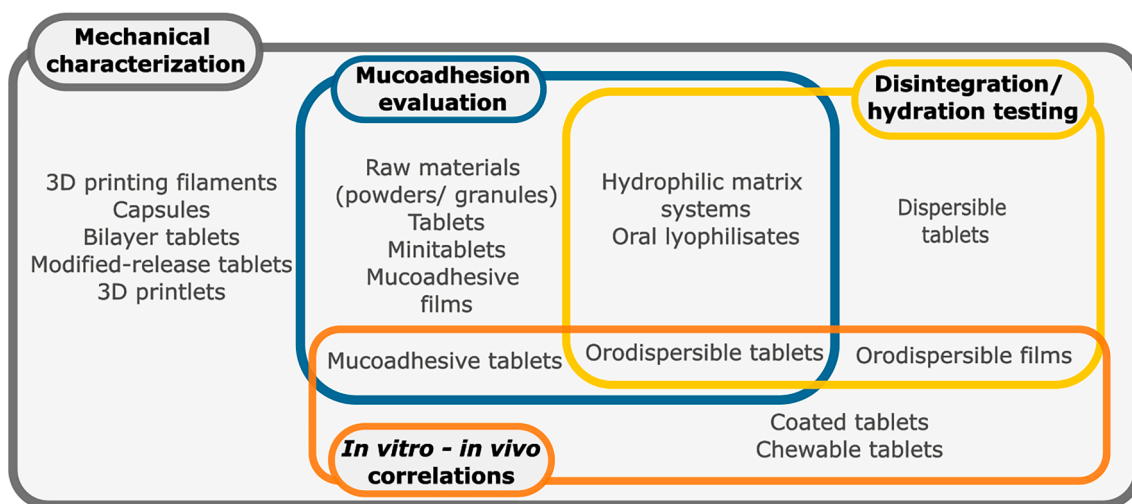 Mechanical
characterization
Mucoadhesion
evaluation
Disintegration/
hydration testing
3D printing filaments
Capsules
Bilayer tablets
Modified-release tablets
3D printlets
Raw materials
(powders/ granules)
Tablets
Minitablets
Mucoadhesive
films
Hydrophilic matrix
systems
Oral lyophilisates
Dispersible
tablets
Mucoadhesive tablets
Orodispersible tablets
Orodispersible films
Coated tablets
Chewable tablets
In vitro - in vivo
correlations